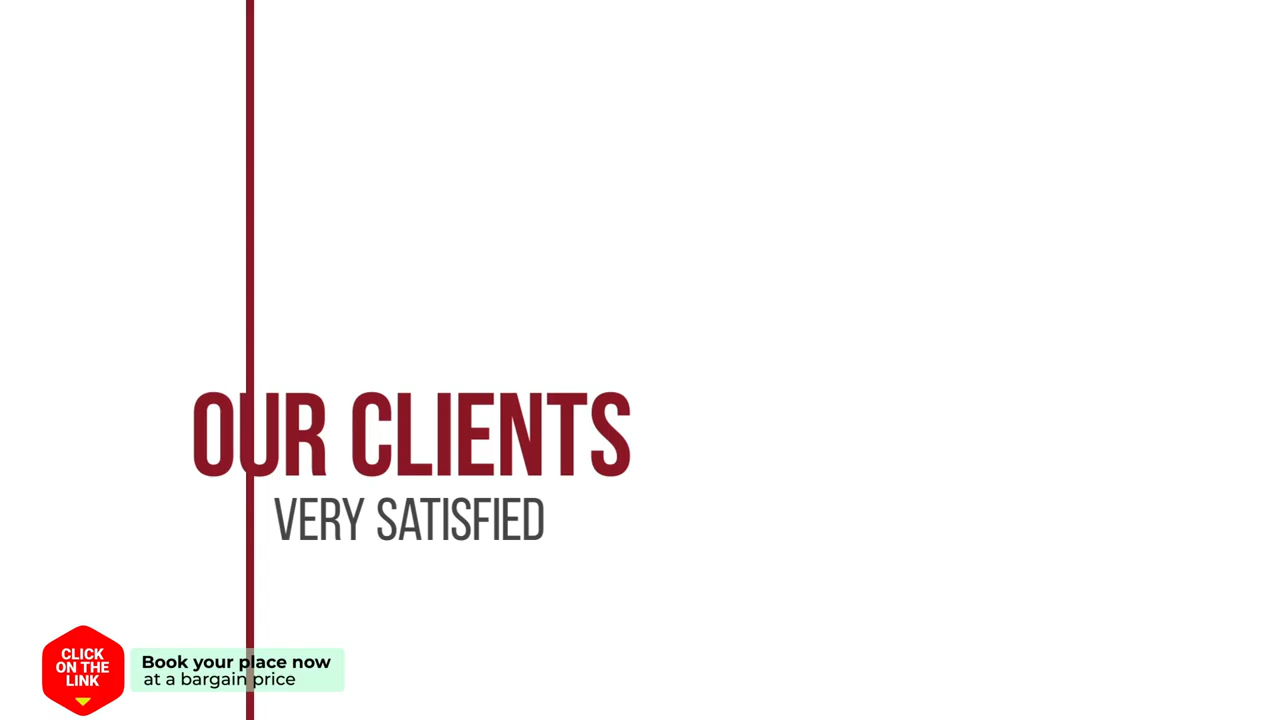 OUR CLIENTS
VERY SATISFIED
CLICK
ON THE
LINK
Book your place now
at a bargain price